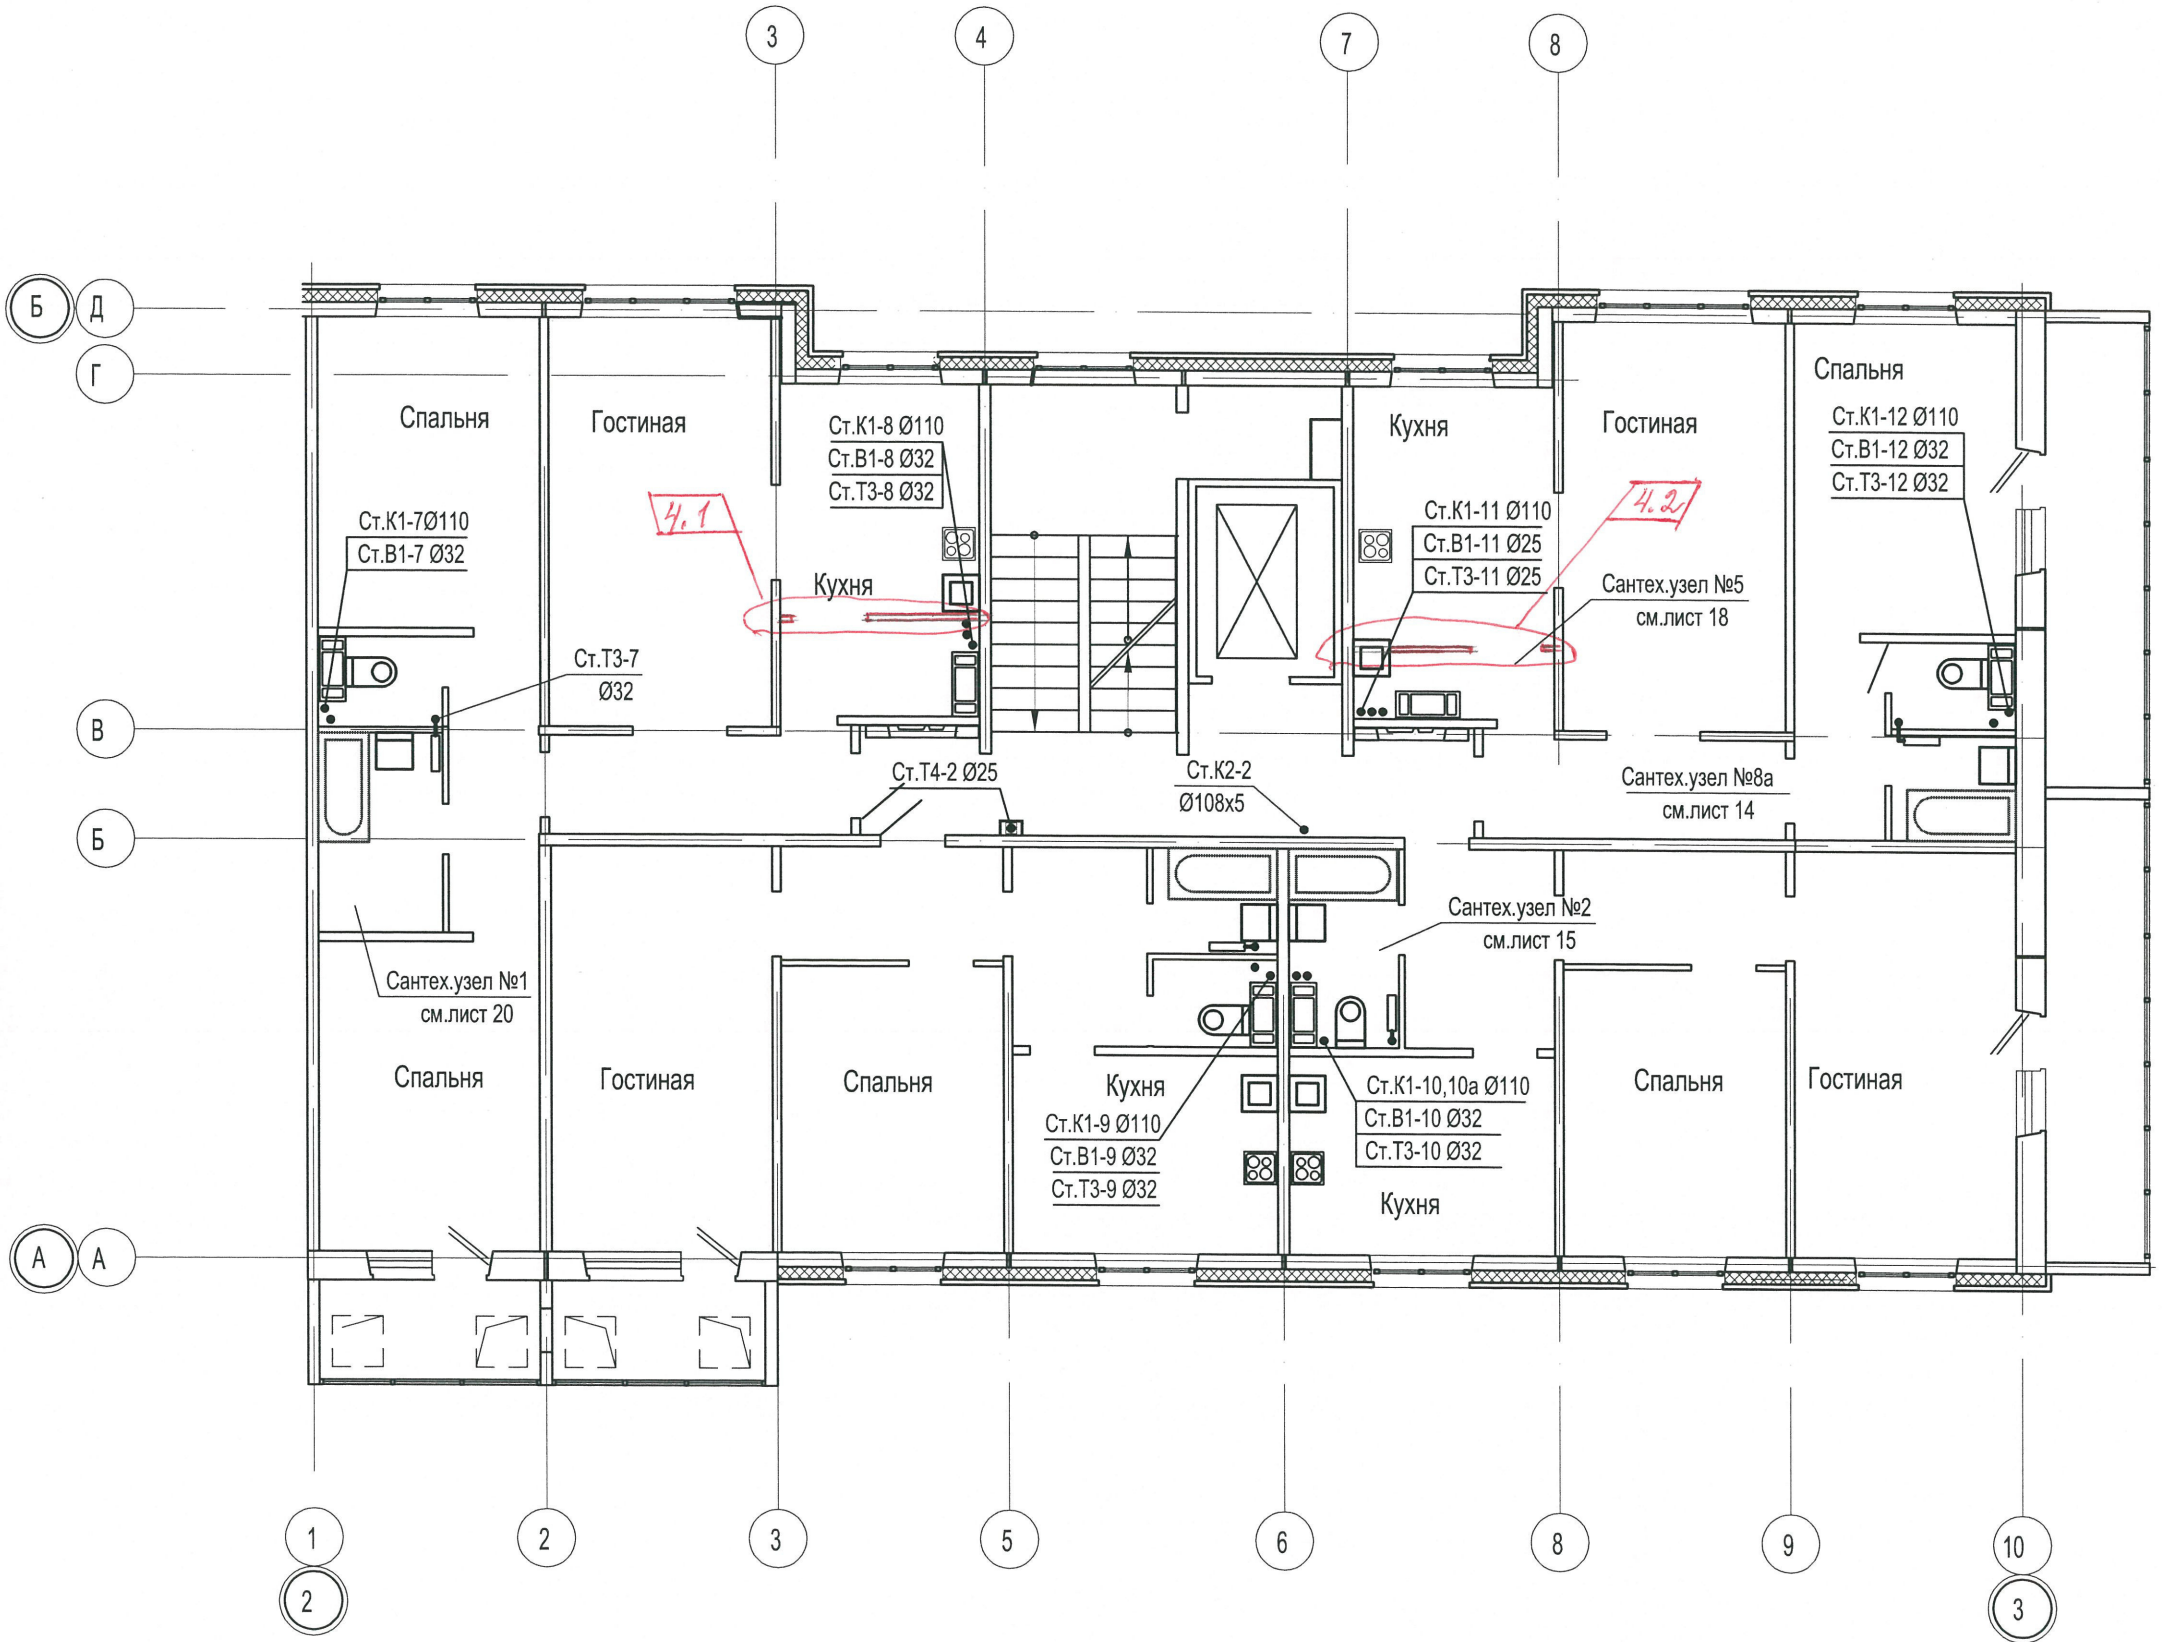 3
4
7
8
Б
Д
Г
Спальня
Гостиная
Ст.К1-8 Ø110
Ст.В1-8 Ø32
Ст.Т3-8 Ø32
Кухня
Гостиная
Спальня
Ст.К1-12 Ø110
Ст.В1-12 Ø32
Ст.Т3-12 Ø32
4.1
4.2
Ст.К1-7Ø110
Ст.В1-7 Ø32
Ст.К1-11 Ø110
Ст.В1-11 Ø25
Ст.Т3-11 Ø25
Кухня
Сантех.узел №5
см.лист 18
Ст.Т3-7
Ø32
В
Ст.Т4-2 Ø25
Ст.К2-2
Ø108х5
Сантех.узел №8а
см.лист 14
Б
Сантех.узел №2
см.лист 15
Сантех.узел №1
см.лист 20
Спальня
Гостиная
Спальня
Кухня
Ст.К1-9 Ø110
Ст.В1-9 Ø32
Ст.Т3-9 Ø32
Ст.К1-10,10а Ø110
Ст.В1-10 Ø32
Ст.Т3-10 Ø32
Кухня
Спальня
Гостиная
А
А
1
2
3
5
6
8
9
10
2
3